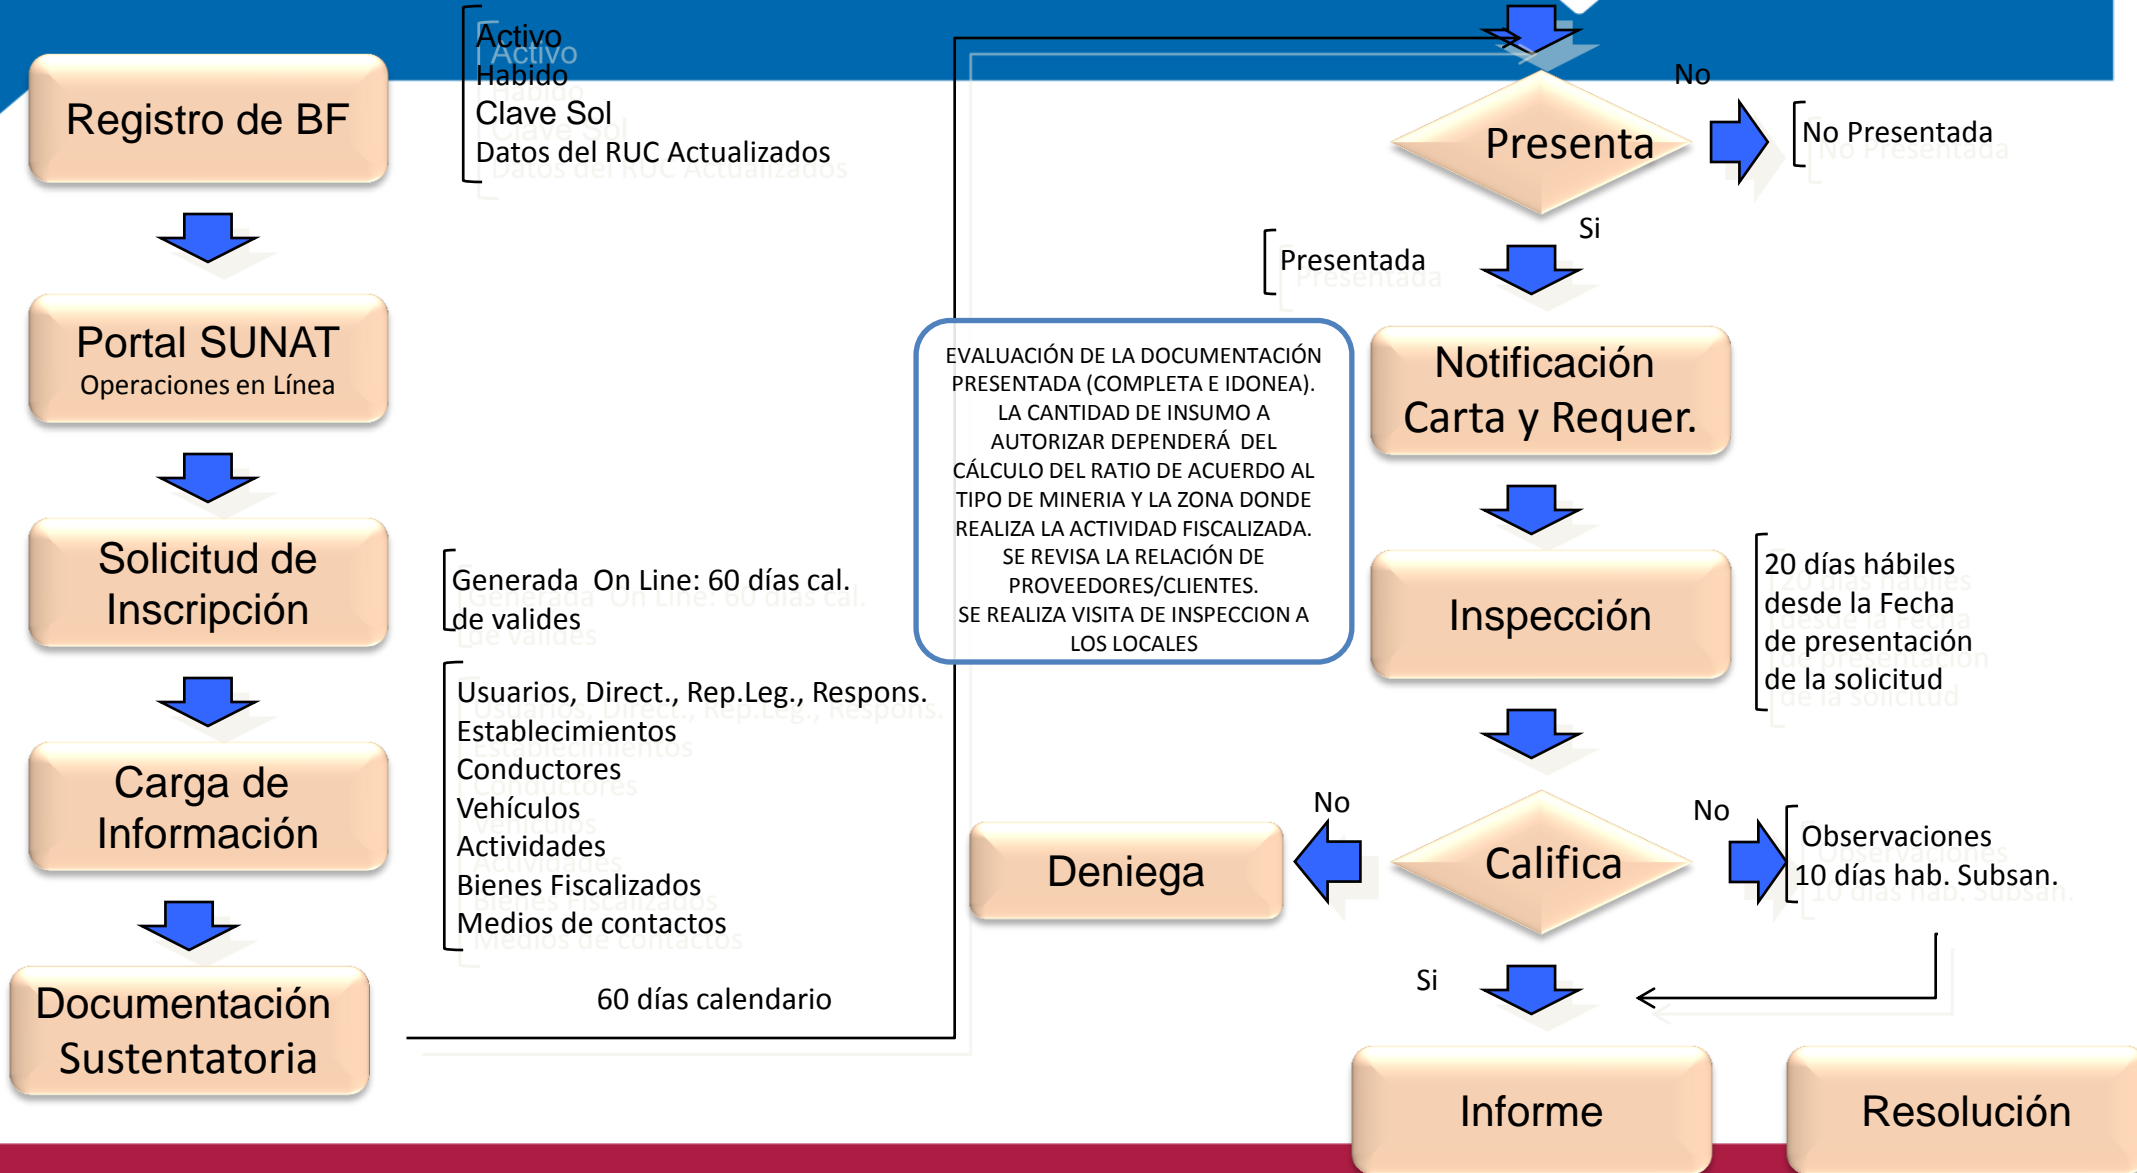 Registro de BF
Activo
Habido
Clave Sol
Datos del RUC Actualizados
Portal SUNAT
Operaciones en Línea
Solicitud de
Inscripción
Generada On Line: 60 días cal.
de valides
Carga de
Información
Usuarios, Direct., Rep.Leg., Respons.
Establecimientos
Conductores
Vehículos
Actividades
Bienes Fiscalizados
Medios de contactos
Documentación
Sustentatoria
60 días calendario
Presenta
No
No Presentada
Si
Presentada
EVALUACIÓN DE LA DOCUMENTACIÓN
PRESENTADA (COMPLETA E IDONEA).
LA CANTIDAD DE INSUMO A
AUTORIZAR DEPENDERÁ DEL
CÁLCULO DEL RATIO DE ACUERDO AL
TIPO DE MINERIA Y LA ZONA DONDE
REALIZA LA ACTIVIDAD FISCALIZADA.
SE REVISA LA RELACIÓN DE
PROVEEDORES/CLIENTES.
SE REALIZA VISITA DE INSPECCION A
LOS LOCALES
Notificación
Carta y Requer.
Inspección
20 días hábiles
desde la Fecha
de presentación
de la solicitud
Califica
No
Deniega
No
Observaciones
10 días hab. Subsan.
Si
Informe
Resolución